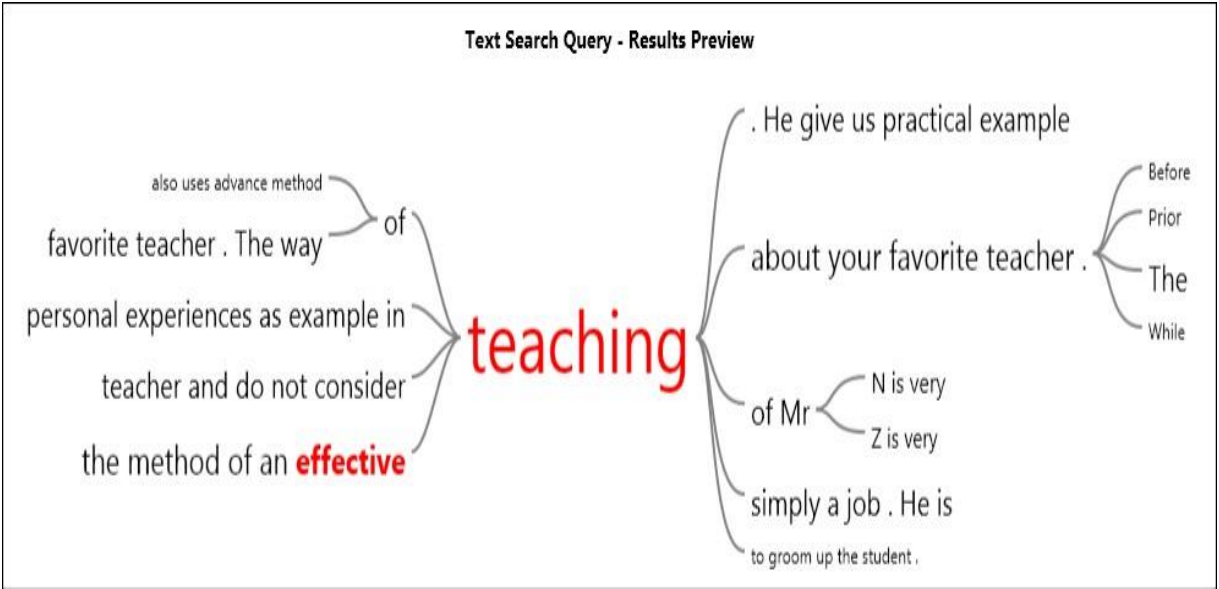 Text Search Query - Results Preview
also uses advance method
favorite teacher . The way
of
personal experiences as example in
teacher and do not consider
the method of an effective
teaching
. He give us practical example
about your favorite teacher .
Before
Prior
The
While
of Mr
N is very
Z is very
simply a job . He is
to groom up the student .